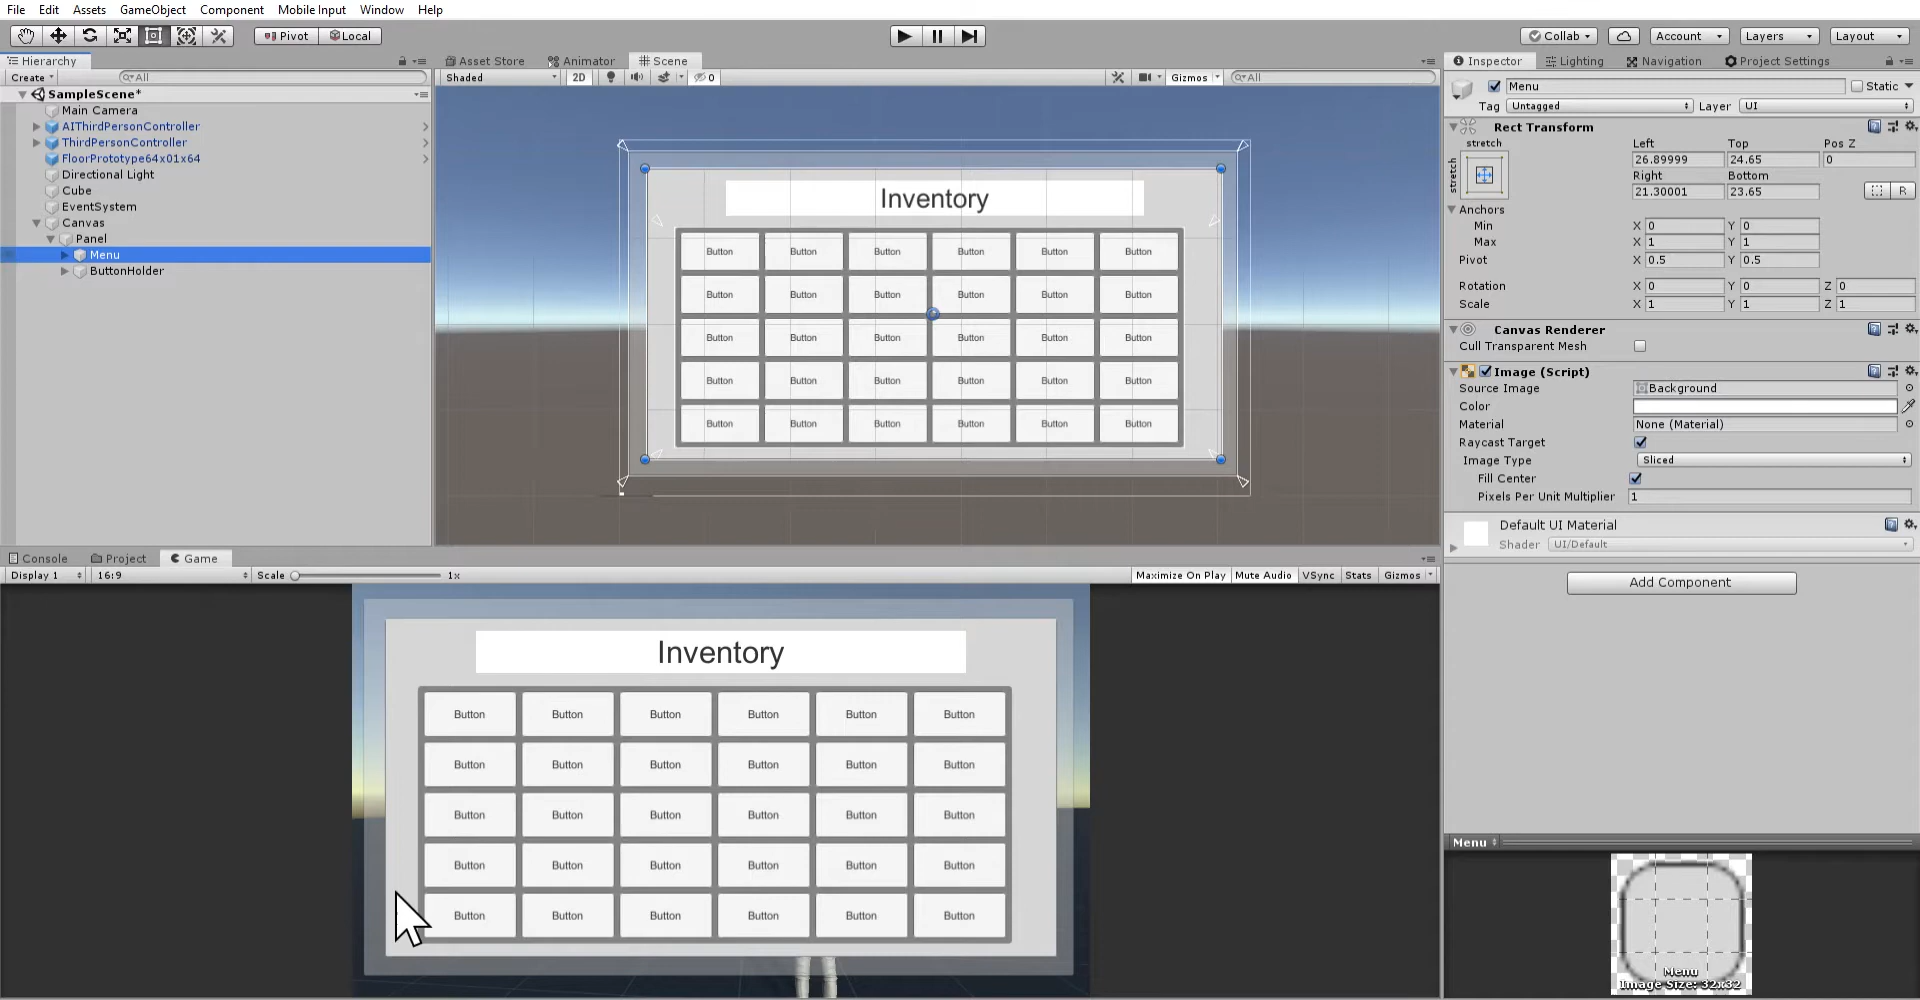 File Edit Assets GameObject Component Mobile Input Window Help
Pivot Local Collab Account Layers Layout
Hierarchy
Create All
SampleScene*
Main Camera
AIThirdPersonController
ThirdPersonController
FloorPrototype64x01x64
Directional Light
Cube
EventSystem
Canvas
Panel
Menu
ButtonHolder
Asset Store Animator Scene
Shaded 2D 0 Gizmos All
Inventory
Button Button Button Button Button Button
Button Button Button Button Button Button
Button Button Button Button Button Button
Button Button Button Button Button Button
Button Button Button Button Button Button
Console Project Game
Display 1 16:9 Scale 1x Maximize On Play Mute Audio VSync Stats Gizmos
Inventory
Button Button Button Button Button Button
Button Button Button Button Button Button
Button Button Button Button Button Button
Button Button Button Button Button Button
Button Button Button Button Button Button
Inspector Lighting Navigation Project Settings
Menu Static
Tag Untagged Layer UI
Rect Transform
stretch Left Top Pos Z
stretch 26.89999 24.65 0
Right Bottom
21.30001 23.65 R
Anchors
Min X 0 Y 0
Max X 1 Y 1
Pivot X 0.5 Y 0.5
Rotation X 0 Y 0 Z 0
Scale X 1 Y 1 Z 1
Canvas Renderer
Cull Transparent Mesh
Image (Script)
Source Image Background
Color
Material None (Material)
Raycast Target
Image Type Sliced
Fill Center
Pixels Per Unit Multiplier 1
Default UI Material
Shader UI/Default
Add Component
Menu
Menu
Image Size: 32x32